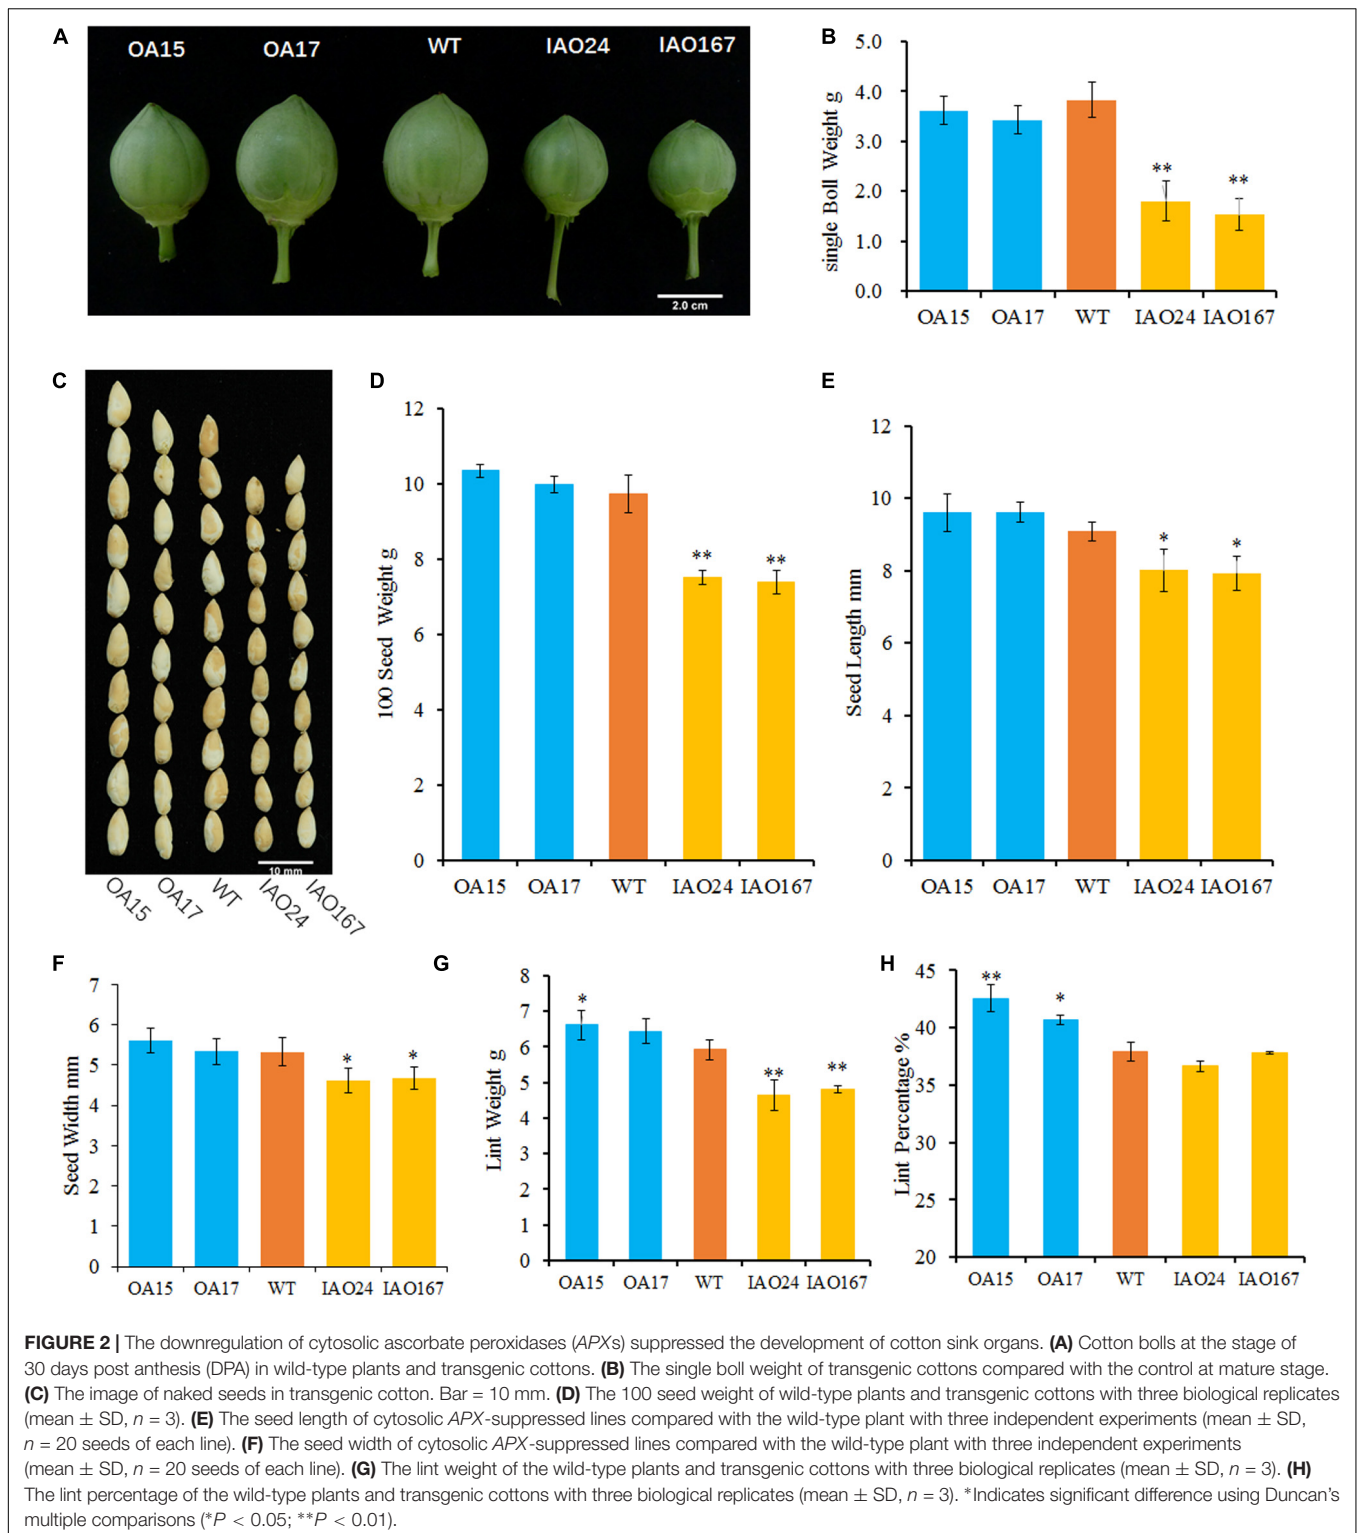 A
OA15 OA17 WT IAO24 IAO167
2.0 cm
B
single Boll Weight g
5.0
4.0
3.0
2.0
1.0
0.0
** **
OA15 OA17 WT IAO24 IAO167
C
10 mm
OA15 OA17 WT IAO24 IAO167
D
100 Seed Weight g
12
10
8
6
4
2
0
** **
OA15 OA17 WT IAO24 IAO167
E
Seed Length mm
12
10
8
6
4
2
0
* *
OA15 OA17 WT IAO24 IAO167
F
Seed Width mm
7
6
5
4
3
2
1
0
* *
OA15 OA17 WT IAO24 IAO167
G
Lint Weight g
8
7
6
5
4
3
2
1
0
* ** **
OA15 OA17 WT IAO24 IAO167
H
Lint Percentage %
45
40
35
30
25
20
** *
OA15 OA17 WT IAO24 IAO167
FIGURE 2 | The downregulation of cytosolic ascorbate peroxidases (APXs) suppressed the development of cotton sink organs. (A) Cotton bolls at the stage of
30 days post anthesis (DPA) in wild-type plants and transgenic cottons. (B) The single boll weight of transgenic cottons compared with the control at mature stage.
(C) The image of naked seeds in transgenic cotton. Bar = 10 mm. (D) The 100 seed weight of wild-type plants and transgenic cottons with three biological replicates
(mean ± SD, n = 3). (E) The seed length of cytosolic APX-suppressed lines compared with the wild-type plant with three independent experiments (mean ± SD,
n = 20 seeds of each line). (F) The seed width of cytosolic APX-suppressed lines compared with the wild-type plant with three independent experiments
(mean ± SD, n = 20 seeds of each line). (G) The lint weight of the wild-type plants and transgenic cottons with three biological replicates (mean ± SD, n = 3). (H)
The lint percentage of the wild-type plants and transgenic cottons with three biological replicates (mean ± SD, n = 3). *Indicates significant difference using Duncan's
multiple comparisons (*P < 0.05; **P < 0.01).